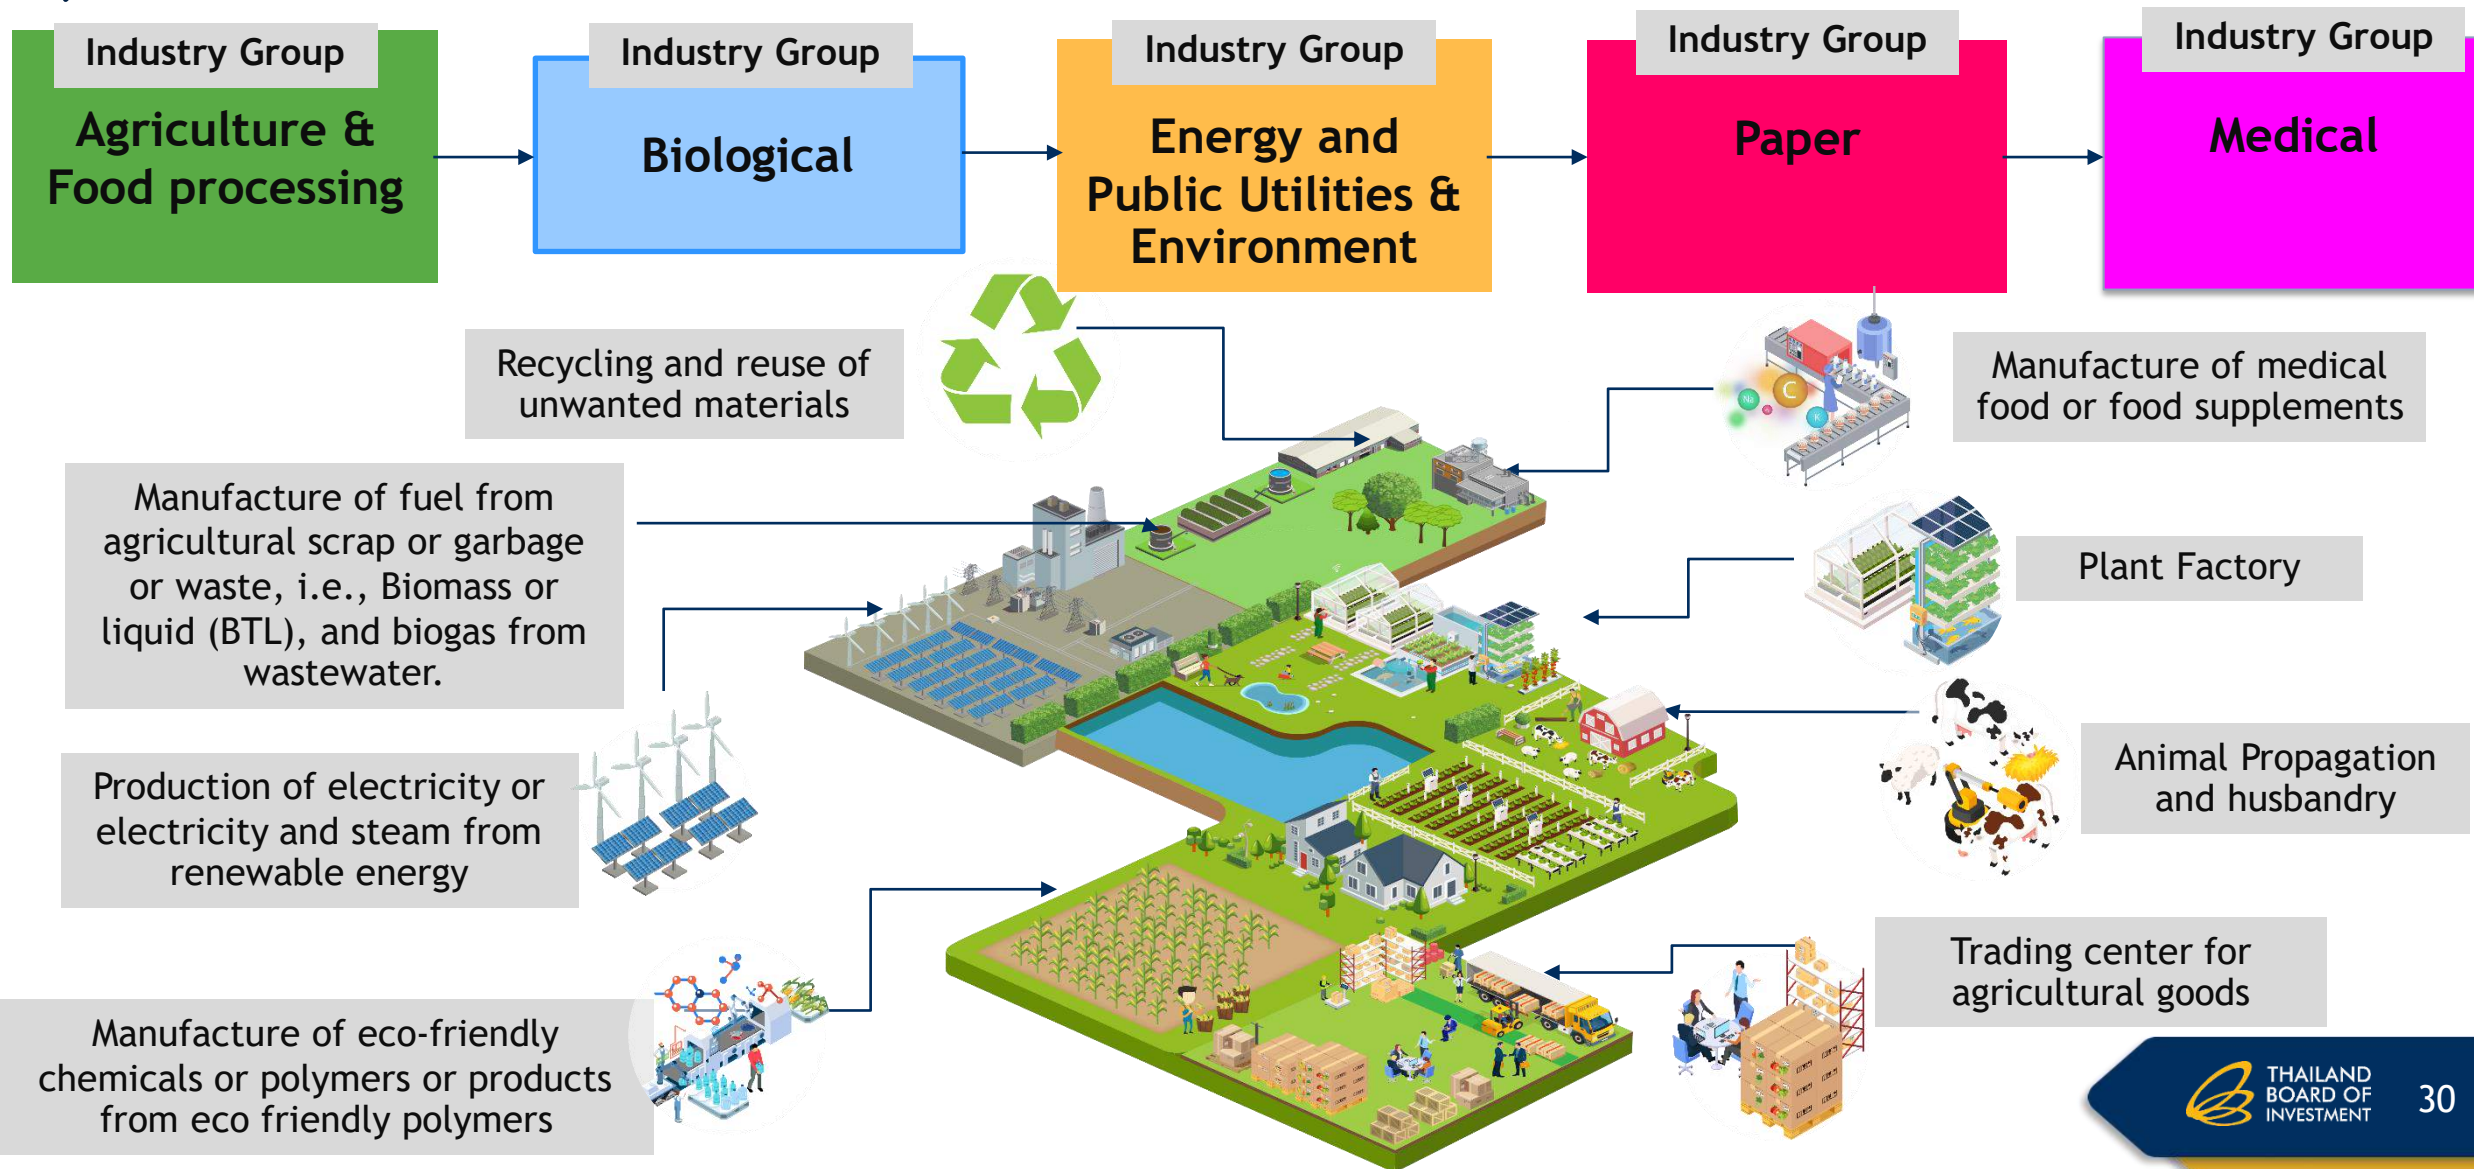 Industry Group
Agriculture &
Food processing
Industry Group
Biological
Industry Group
Energy and
Public Utilities &
Environment
Industry Group
Paper
Industry Group
Medical
Recycling and reuse of
unwanted materials
Manufacture of medical
food or food supplements
Manufacture of fuel from
agricultural scrap or garbage
or waste, i.e., Biomass or
liquid (BTL), and biogas from
wastewater.
Plant Factory
Production of electricity or
electricity and steam from
renewable energy
Animal Propagation
and husbandry
Manufacture of eco-friendly
chemicals or polymers or products
from eco friendly polymers
Trading center for
agricultural goods
C
Na
K
THAILAND
BOARD OF
INVESTMENT
30